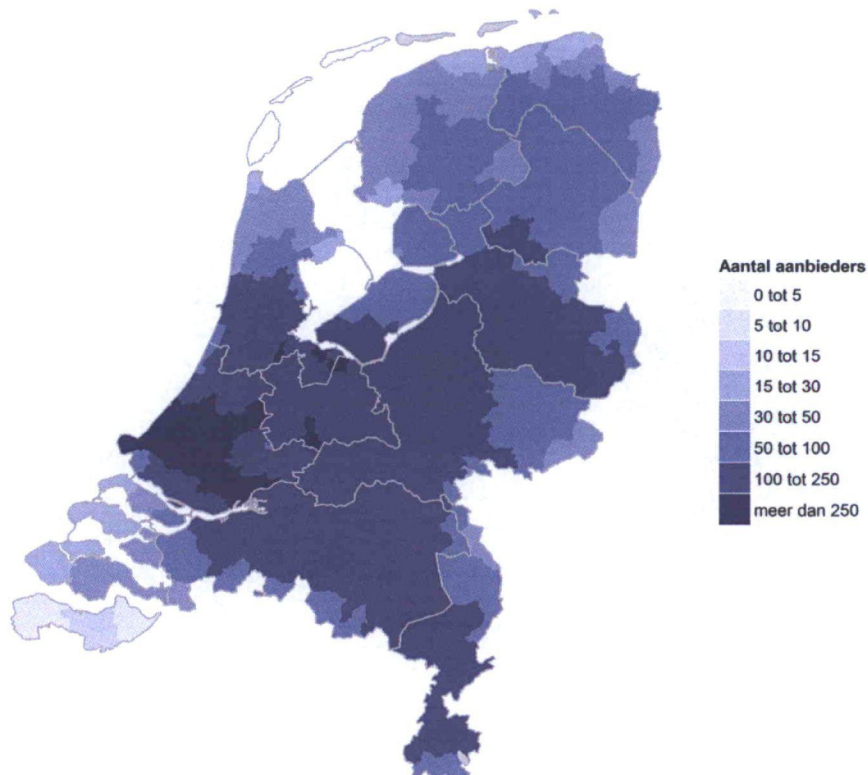 Aantal aanbieders
0 tot 5
5 tot 10
10 tot 15
15 tot 30
30 tot 50
50 tot 100
100 tot 250
meer dan 250